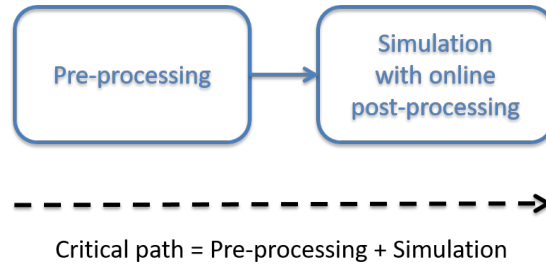 Pre-processing
Simulation
with online
post-processing
Critical path = Pre-processing + Simulation